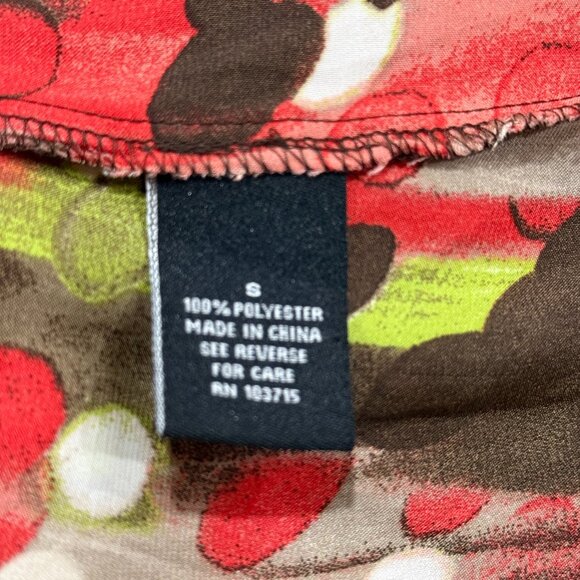 S
100% POLYESTER
MADE IN CHINA
SEE REVERSE
FOR CARE
RN 103715